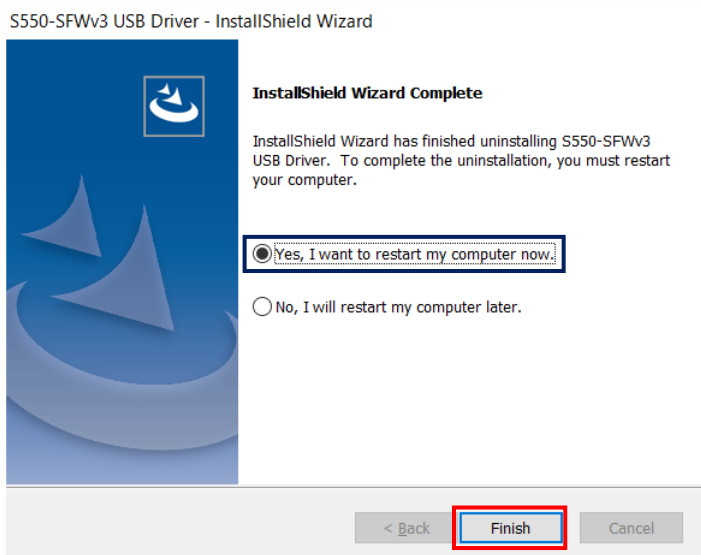 S550-SFWv3 USB Driver - InstallShield Wizard
InstallShield Wizard Complete
InstallShield Wizard has finished uninstalling S550-SFWv3
USB Driver. To complete the uninstallation, you must restart
your computer.
Yes, I want to restart my computer now.
No, I will restart my computer later.
< Back
Finish
Cancel